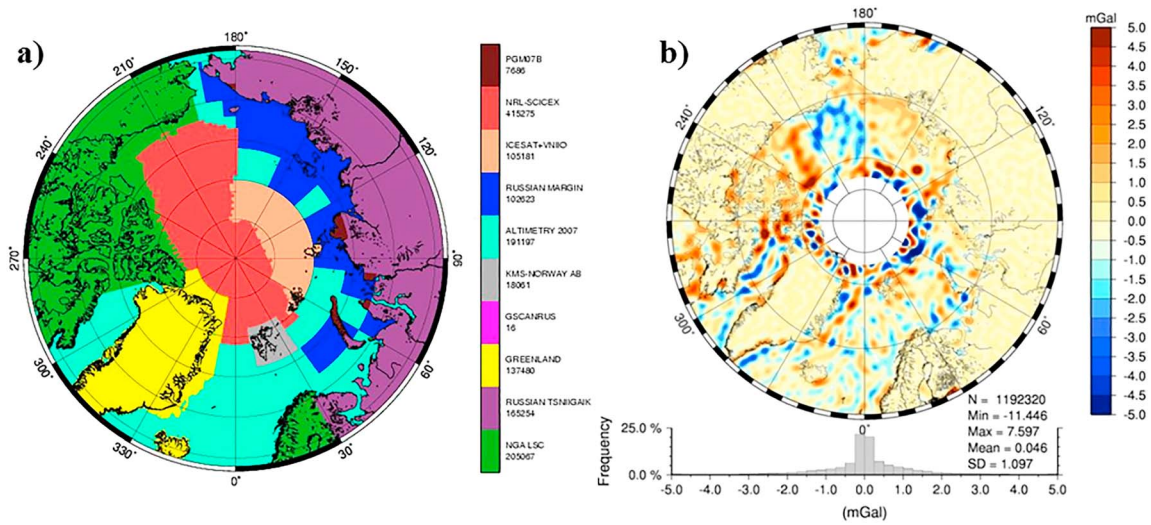 a)
180°
150°
120°
90°
60°
30°
0°
330°
300°
270°
240°
210°
PGM07B
7686
NRL-SCICEX
415275
ICESAT+VNIIO
105181
RUSSIAN MARGIN
102623
ALTIMETRY 2007
191197
KMS-NORWAY AB
18061
GSCANRUS
16
GREENLAND
137480
RUSSIAN TSNIIGAIK
165254
NGA LSC
205067
b)
180°
120°
60°
0°
300°
240°
mGal
5.0
4.5
4.0
3.5
3.0
2.5
2.0
1.5
1.0
0.5
0.0
-0.5
-1.0
-1.5
-2.0
-2.5
-3.0
-3.5
-4.0
-4.5
-5.0
N = 1192320
Min = -11.446
Max = 7.597
Mean = 0.046
SD = 1.097
Frequency
25.0 %
0.0 %
-5.0 -4.0 -3.0 -2.0 -1.0 0.0 1.0 2.0 3.0 4.0 5.0
(mGal)